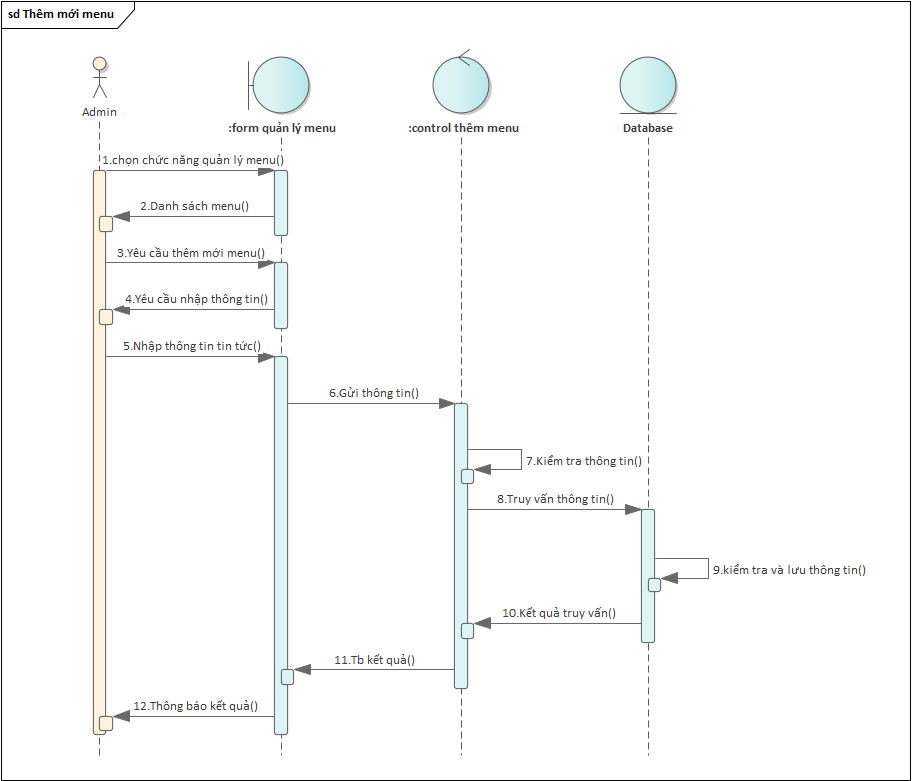 sd Thêm mới menu
Admin
:form quản lý menu
:control thêm menu
Database
1.chọn chức năng quản lý menu()
2.Danh sách menu()
3.Yêu cầu thêm mới menu()
4.Yêu cầu nhập thông tin()
5.Nhập thông tin tin tức()
6.Gửi thông tin()
7.Kiểm tra thông tin()
8.Truy vấn thông tin()
9.kiểm tra và lưu thông tin()
10.Kết quả truy vấn()
11.Tb kết quả()
12.Thông báo kết quả()